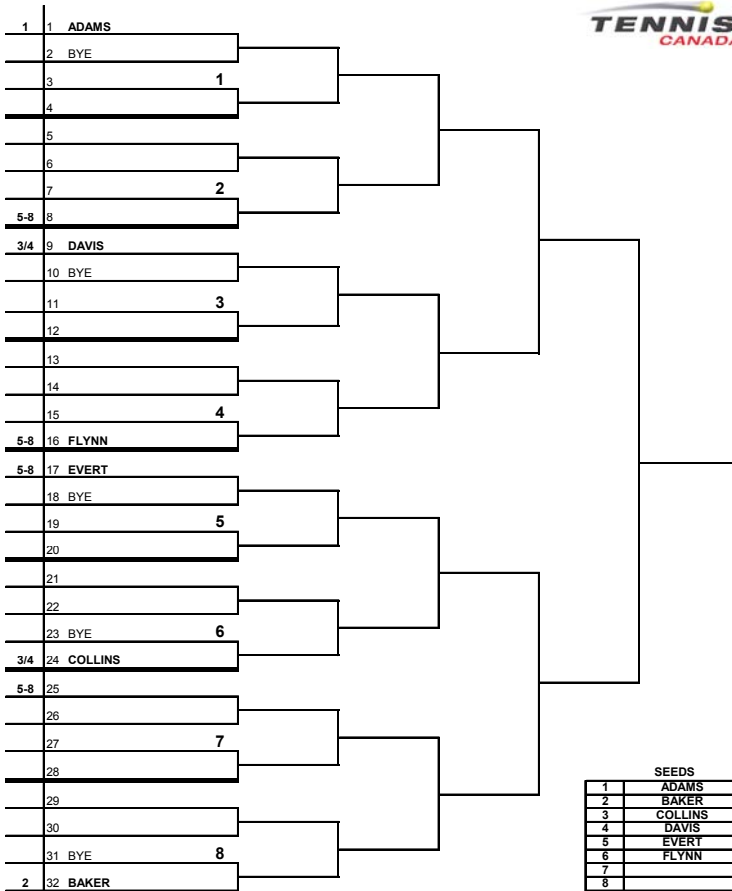 TENNIS
CANADA
1 1 ADAMS
2 BYE
3 1
4
5
6
7 2
5-8 8
3/4 9 DAVIS
10 BYE
11 3
12
13
14
15 4
5-8 16 FLYNN
5-8 17 EVERT
18 BYE
19 5
20
21
22
23 BYE 6
3/4 24 COLLINS
5-8 25
26
27 7
28
29
30
31 BYE 8
2 32 BAKER
SEEDS
1 ADAMS
2 BAKER
3 COLLINS
4 DAVIS
5 EVERT
6 FLYNN
7
8